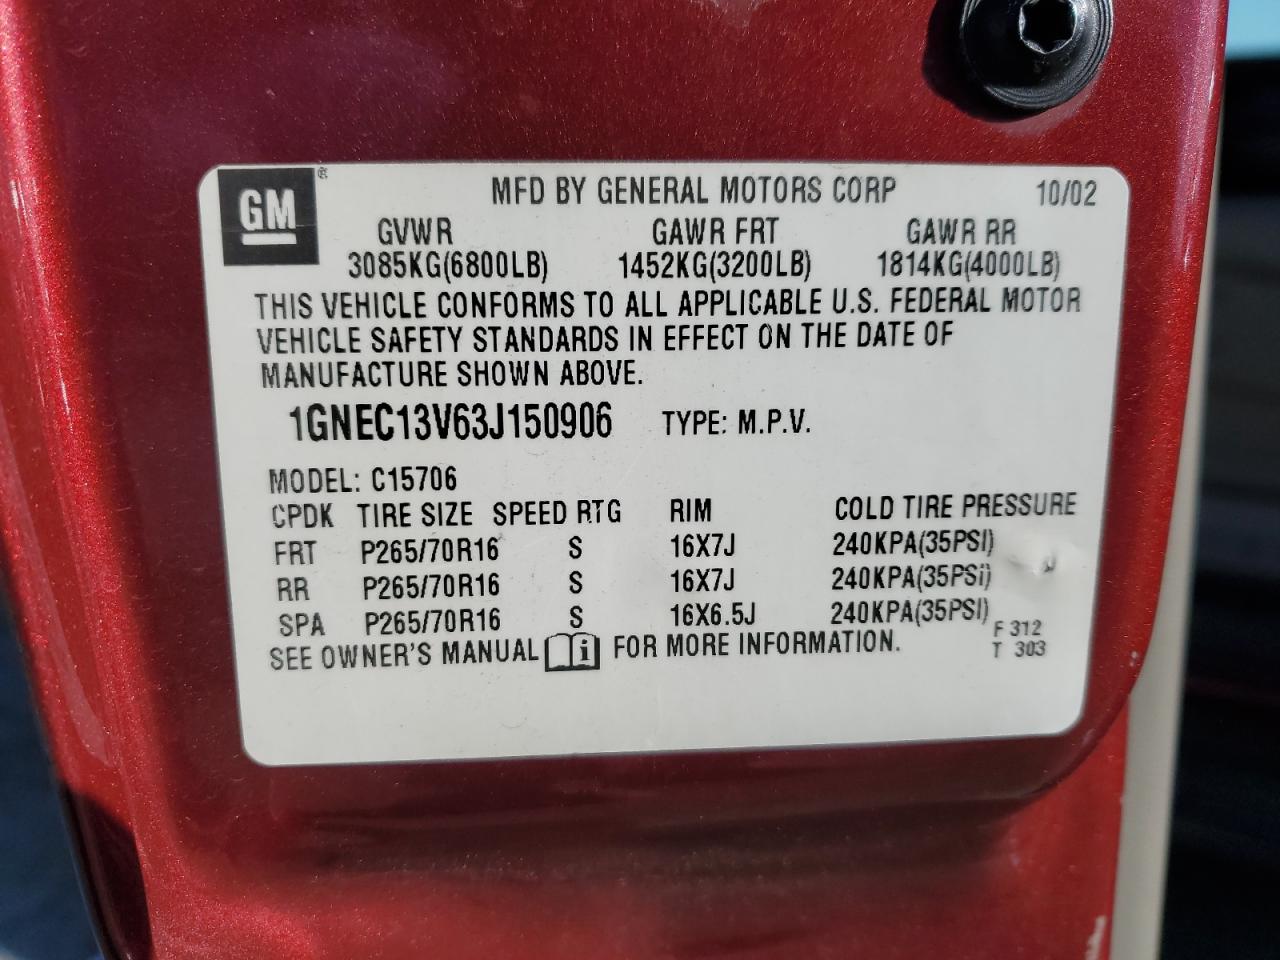 GM®
MFD BY GENERAL MOTORS CORP 10/02
GVWR GAWR FRT GAWR RR
3085KG(6800LB) 1452KG(3200LB) 1814KG(4000LB)
THIS VEHICLE CONFORMS TO ALL APPLICABLE U.S. FEDERAL MOTOR
VEHICLE SAFETY STANDARDS IN EFFECT ON THE DATE OF
MANUFACTURE SHOWN ABOVE.
1GNEC13V63J150906 TYPE: M.P.V.
MODEL: C15706
CPDK TIRE SIZE SPEED RTG RIM COLD TIRE PRESSURE
FRT P265/70R16 S 16X7J 240KPA(35PSI)
RR P265/70R16 S 16X7J 240KPA(35PSi)
SPA P265/70R16 S 16X6.5J 240KPA(35PSI)
F 312
SEE OWNER'S MANUAL i FOR MORE INFORMATION. T 303